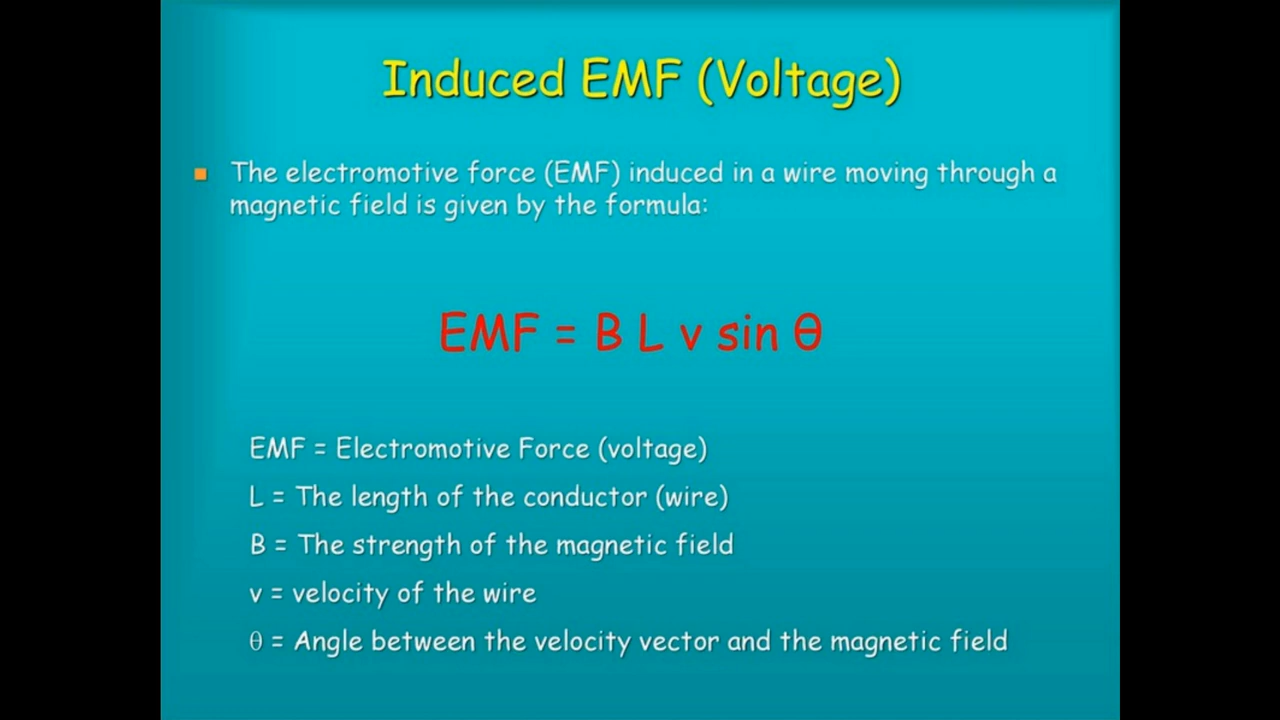 Induced EMF (Voltage)
The electromotive force (EMF) induced in a wire moving through a
magnetic field is given by the formula:
EMF = B L v sin θ
EMF = Electromotive Force (voltage)
L = The length of the conductor (wire)
B = The strength of the magnetic field
v = velocity of the wire
θ = Angle between the velocity vector and the magnetic field